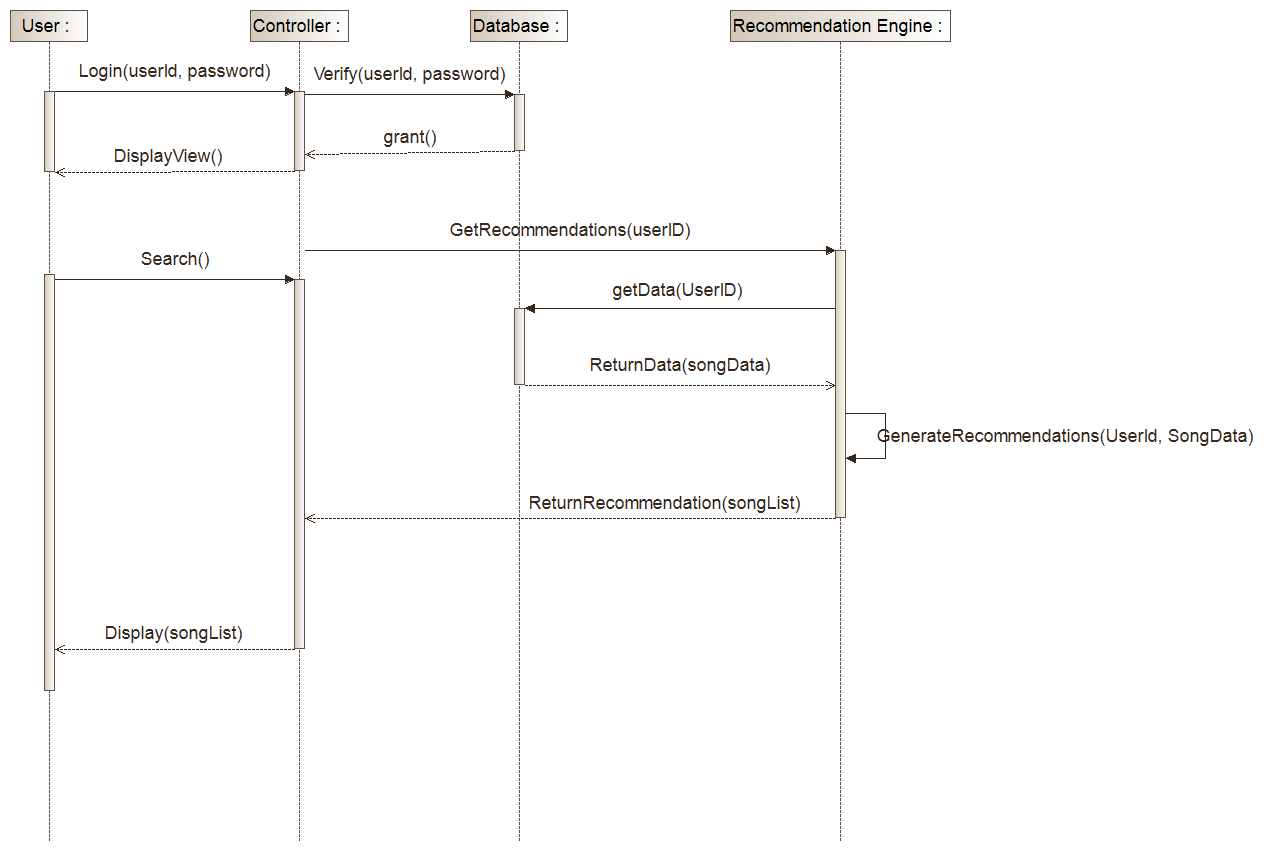 User :
Controller :
Database :
Recommendation Engine :
Login(userId, password)
Verify(userId, password)
grant()
DisplayView()
GetRecommendations(userID)
Search()
getData(UserID)
ReturnData(songData)
GenerateRecommendations(UserId, SongData)
ReturnRecommendation(songList)
Display(songList)